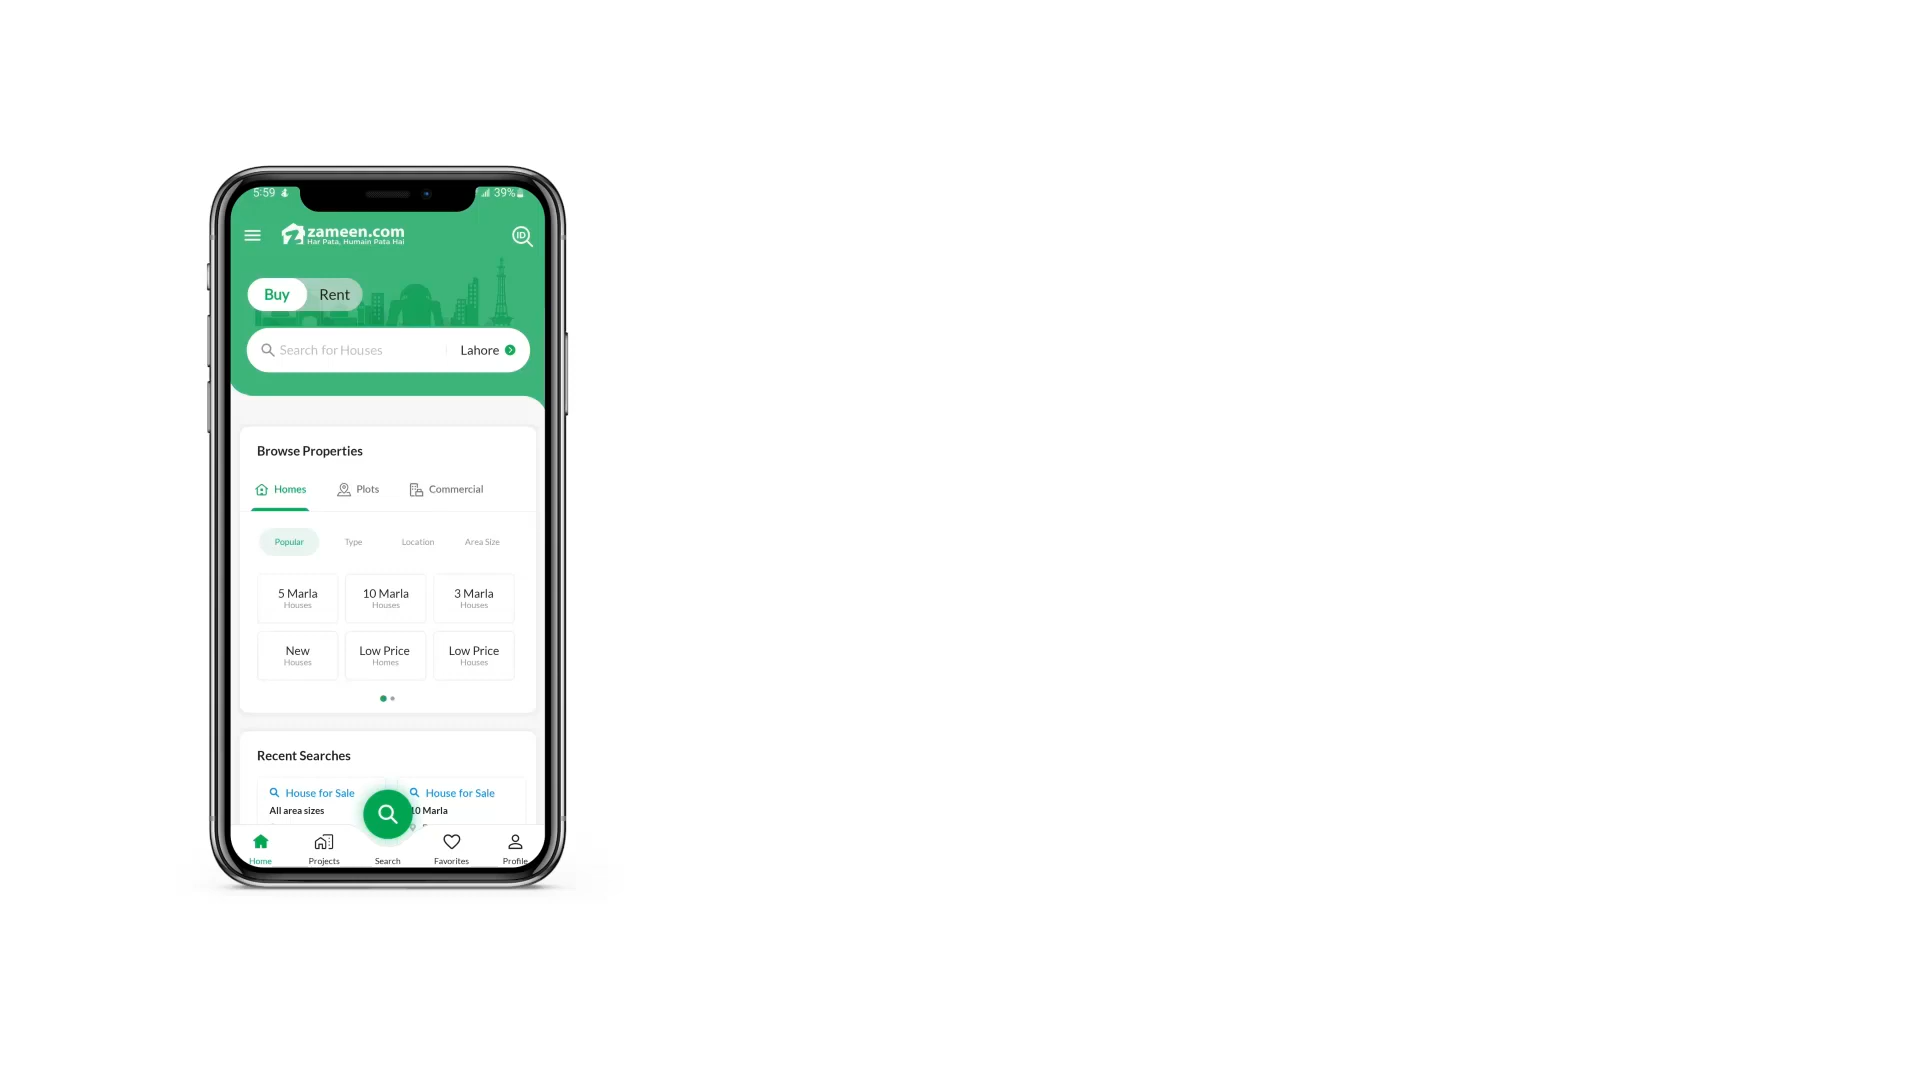 5:59
39%
zameen.com
Har Pata, Humain Pata Hai
ID
Buy
Rent
Search for Houses
Lahore
Browse Properties
Homes
Plots
Commercial
Popular
Type
Location
Area Size
5 Marla
Houses
10 Marla
Houses
3 Marla
Houses
New
Houses
Low Price
Homes
Low Price
Houses
Recent Searches
House for Sale
All area sizes
House for Sale
10 Marla
Home
Projects
Search
Favorites
Profile